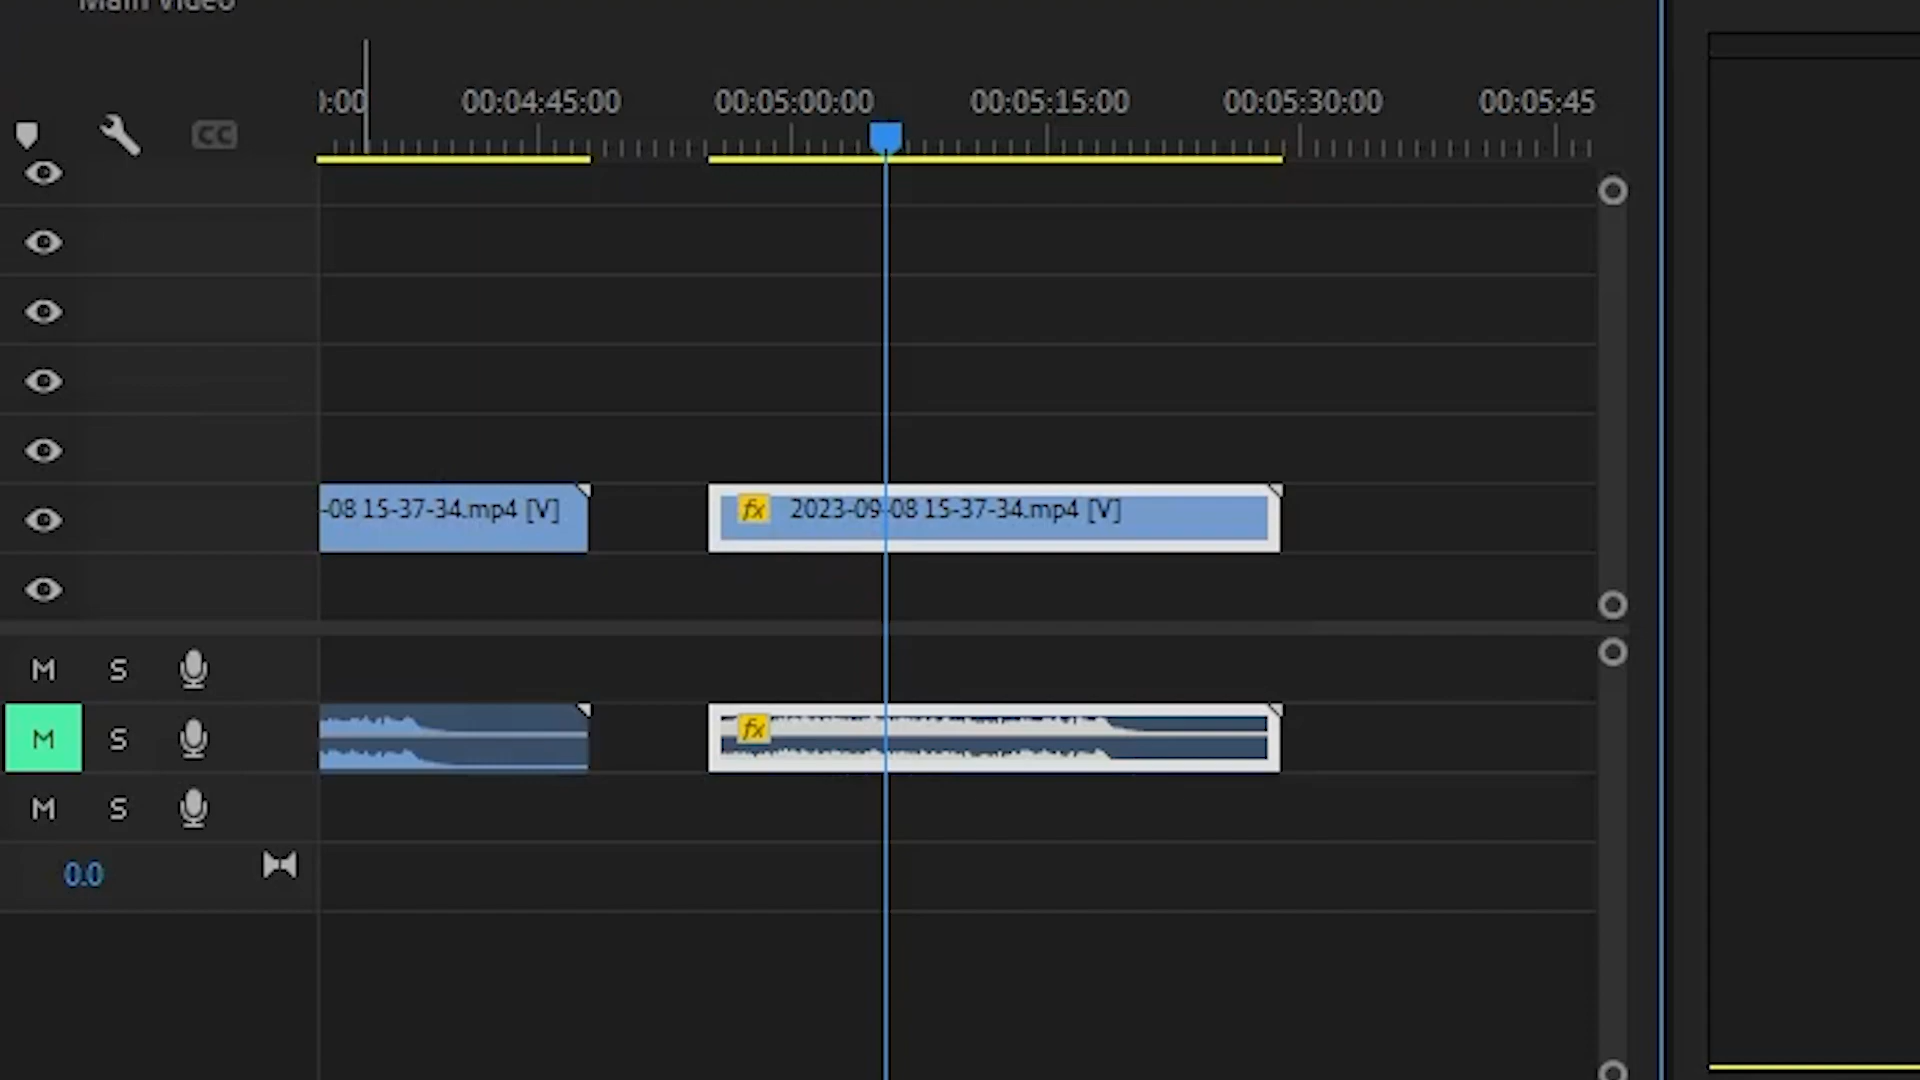 Main Video
):00 00:04:45:00 00:05:00:00 00:05:15:00 00:05:30:00 00:05:45
CC
-08 15-37-34.mp4 [V] fx 2023-09-08 15-37-34.mp4 [V]
M S
M S fx
M S
0.0